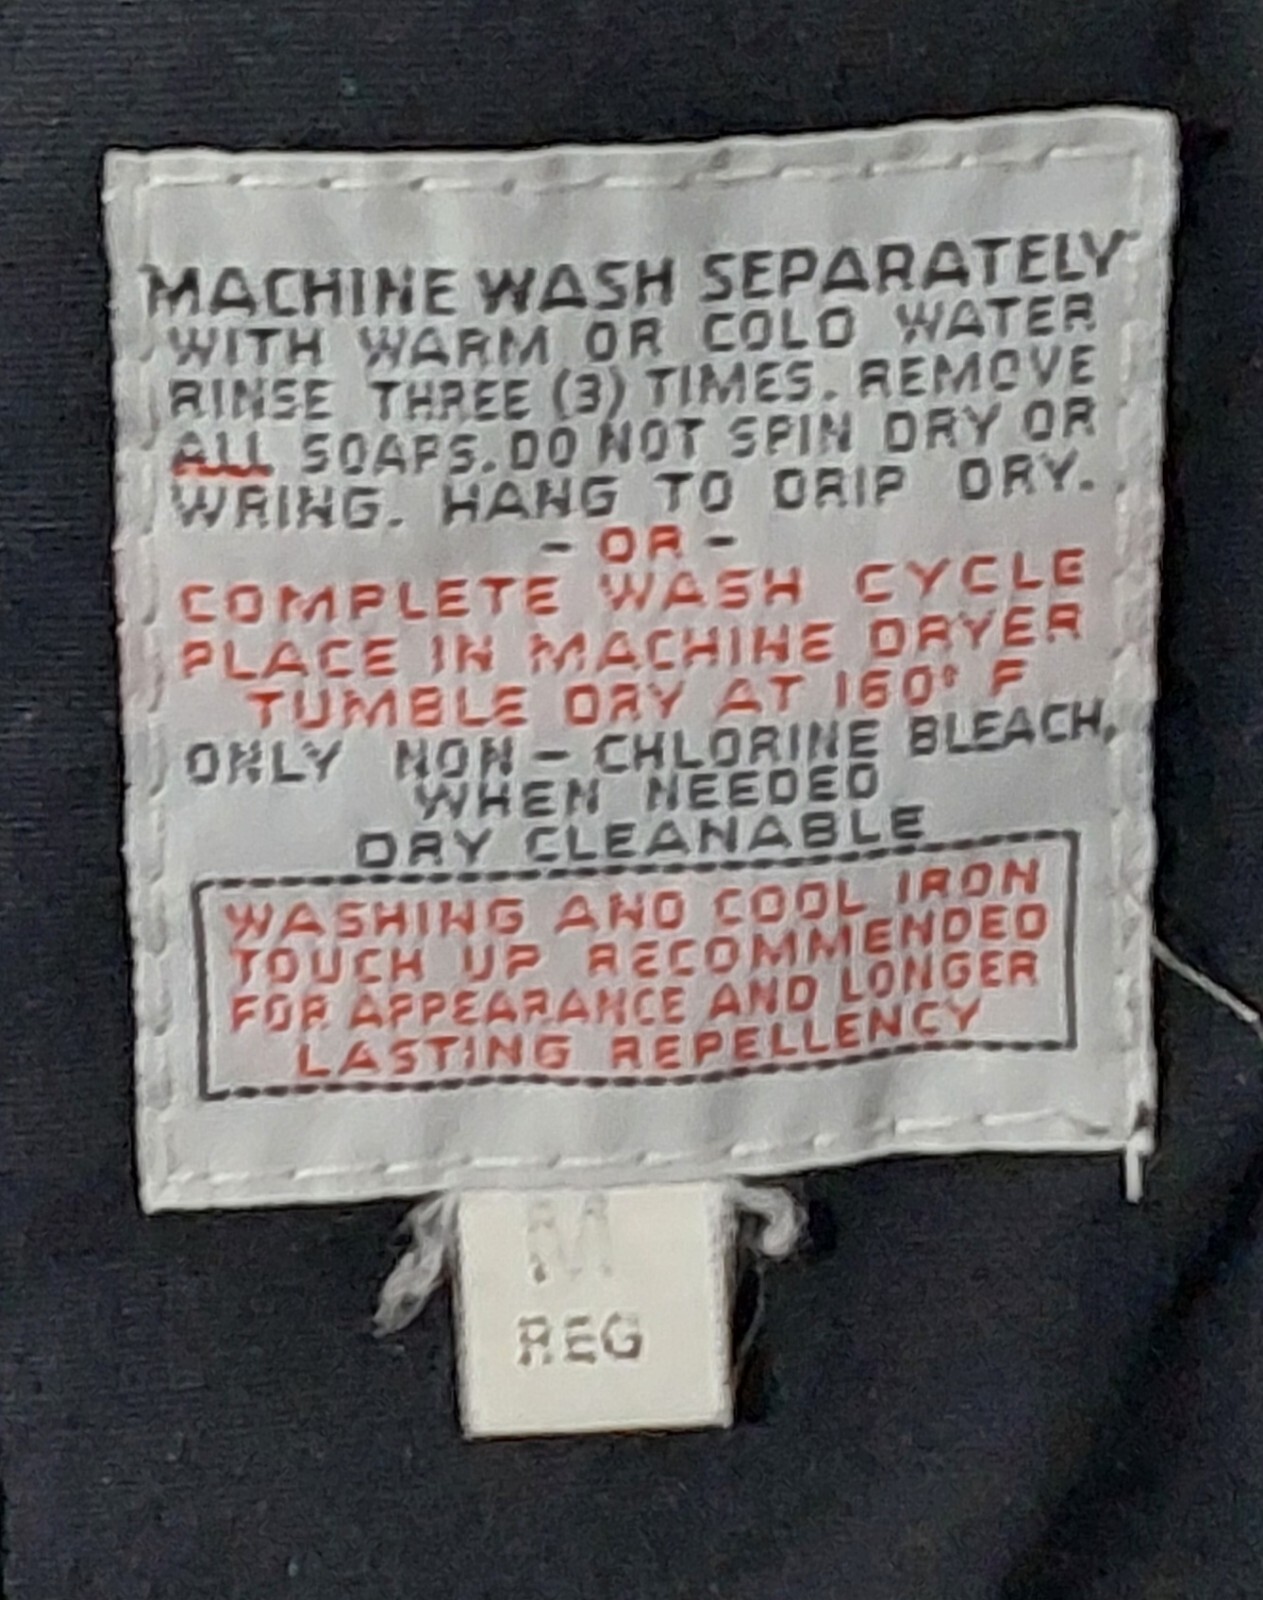 MACHINE WASH SEPARATELY
WITH WARM OR COLD WATER
RINSE THREE (3) TIMES. REMOVE
ALL SOAPS. DO NOT SPIN DRY OR
WRING. HANG TO DRIP DRY.
- OR -
COMPLETE WASH CYCLE
PLACE IN MACHINE DRYER
TUMBLE DRY AT 160° F
ONLY NON - CHLORINE BLEACH,
WHEN NEEDED
DRY CLEANABLE
WASHING AND COOL IRON
TOUCH UP RECOMMENDED
FOR APPEARANCE AND LONGER
LASTING REPELLENCY
M
REG